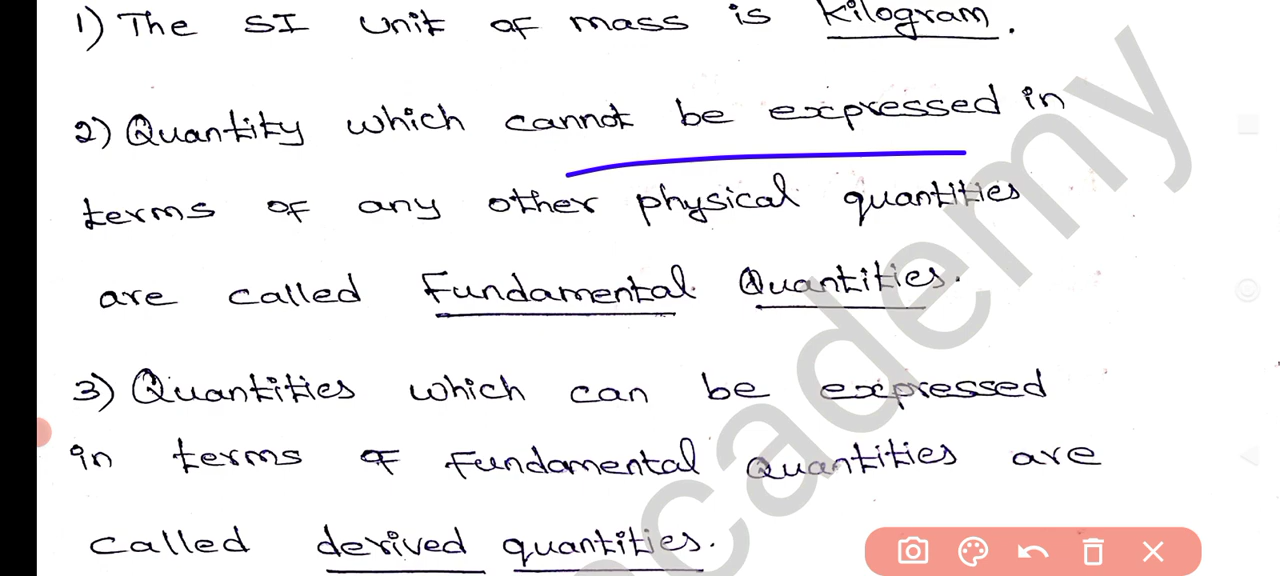 1) The SI unit of mass is kilogram.
2) Quantity which cannot be expressed in
terms of any other physical quantities
are called Fundamental Quantities.
3) Quantities which can be expressed
in terms of Fundamental Quantities are
called derived quantities.
cademy